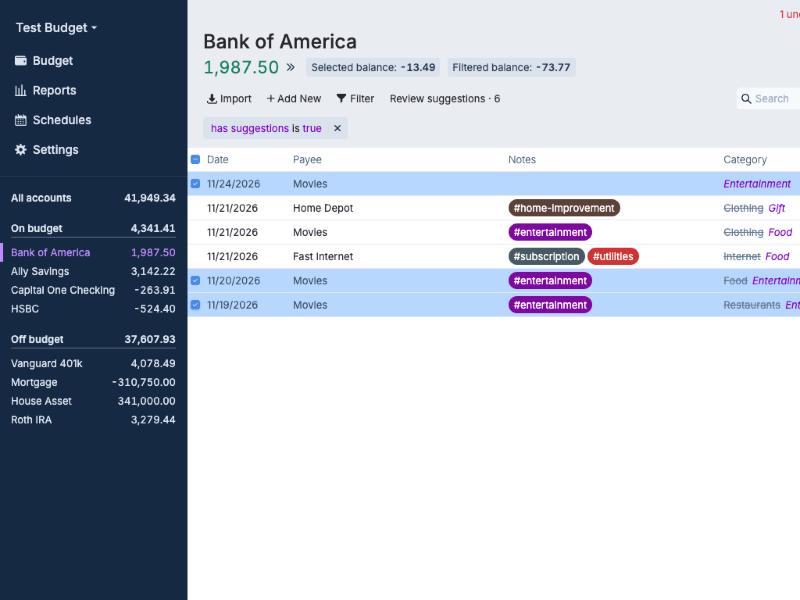 Test Budget
Budget
Reports
Schedules
Settings
All accounts 41,949.34
On budget 4,341.41
Bank of America 1,987.50
Ally Savings 3,142.22
Capital One Checking -263.91
HSBC -524.40
Off budget 37,607.93
Vanguard 401k 4,078.49
Mortgage -310,750.00
House Asset 341,000.00
Roth IRA 3,279.44
1 un
Bank of America
1,987.50 » Selected balance: -13.49 Filtered balance: -73.77
Import + Add New Filter Review suggestions · 6 Search
has suggestions is true ×
Date Payee Notes Category
11/24/2026 Movies Entertainment
11/21/2026 Home Depot #home-improvement Clothing Gift
11/21/2026 Movies #entertainment Clothing Food
11/21/2026 Fast Internet #subscription #utilities Internet Food
11/20/2026 Movies #entertainment Food Entertainm
11/19/2026 Movies #entertainment Restaurants Ent